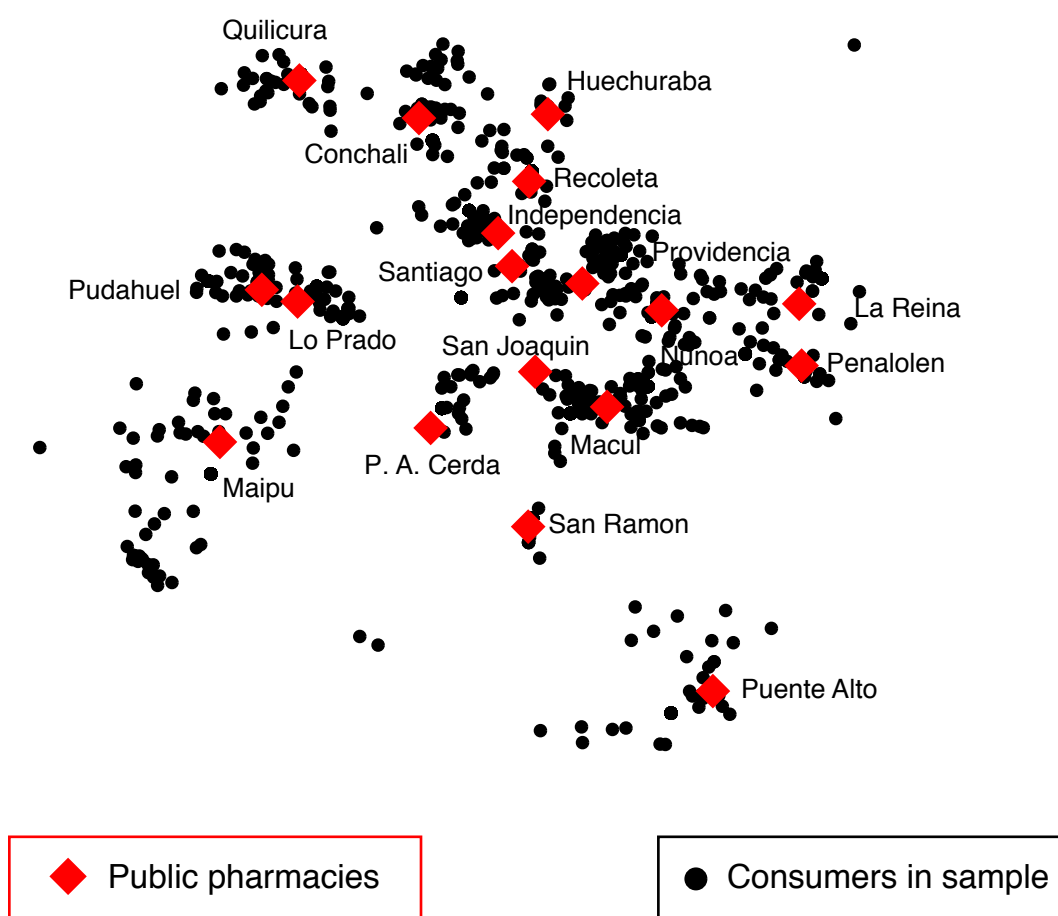 Quilicura
Huechuraba
Conchali
Recoleta
Independencia
Providencia
Santiago
Pudahuel
La Reina
Lo Prado
San Joaquin
Nunoa
Penalolen
Macul
P. A. Cerda
Maipu
San Ramon
Puente Alto
Public pharmacies
Consumers in sample